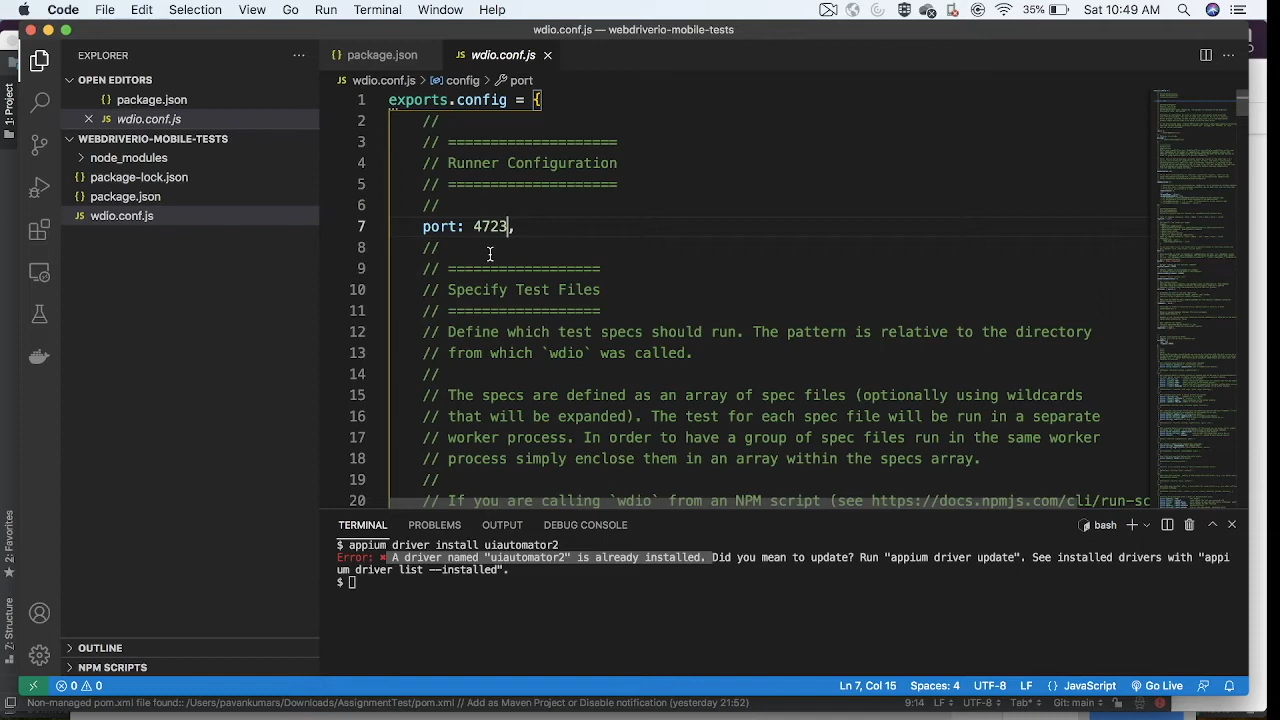 Code File Edit Selection View Go Run Terminal Window Help 35% Sat 10:49 AM
wdio.conf.js — webdriverio-mobile-tests
EXPLORER
OPEN EDITORS
package.json
wdio.conf.js
WEBDRIVERIO-MOBILE-TESTS
node_modules
package-lock.json
package.json
wdio.conf.js
OUTLINE
NPM SCRIPTS
1: Project
2: Favorites
7: Structure
package.json wdio.conf.js
wdio.conf.js > config > port
1 exports.config = {
2 //
3 // ====================
4 // Runner Configuration
5 // ====================
6 //
7 port: 4723,
8 //
9 // ==================
10 // Specify Test Files
11 // ==================
12 // Define which test specs should run. The pattern is relative to the directory
13 // from which `wdio` was called.
14 //
15 // The specs are defined as an array of spec files (optionally using wildcards
16 // that will be expanded). The test for each spec file will be run in a separate
17 // worker process. In order to have a group of spec files run in the same worker
18 // process simply enclose them in an array within the specs array.
19 //
20 // If you are calling `wdio` from an NPM script (see https://docs.npmjs.com/cli/run-sc
TERMINAL PROBLEMS OUTPUT DEBUG CONSOLE bash
$ appium driver install uiautomator2
Error: ✖ A driver named "uiautomator2" is already installed. Did you mean to update? Run "appium driver update". See installed drivers with "appi
um driver list --installed".
$
0 0 Ln 7, Col 15 Spaces: 4 UTF-8 LF {} JavaScript Go Live
Non-managed pom.xml file found:: /Users/pavankumars/Downloads/AssignmentTest/pom.xml // Add as Maven Project or Disable notification (yesterday 21:52) 9:14 LF UTF-8 Tab*